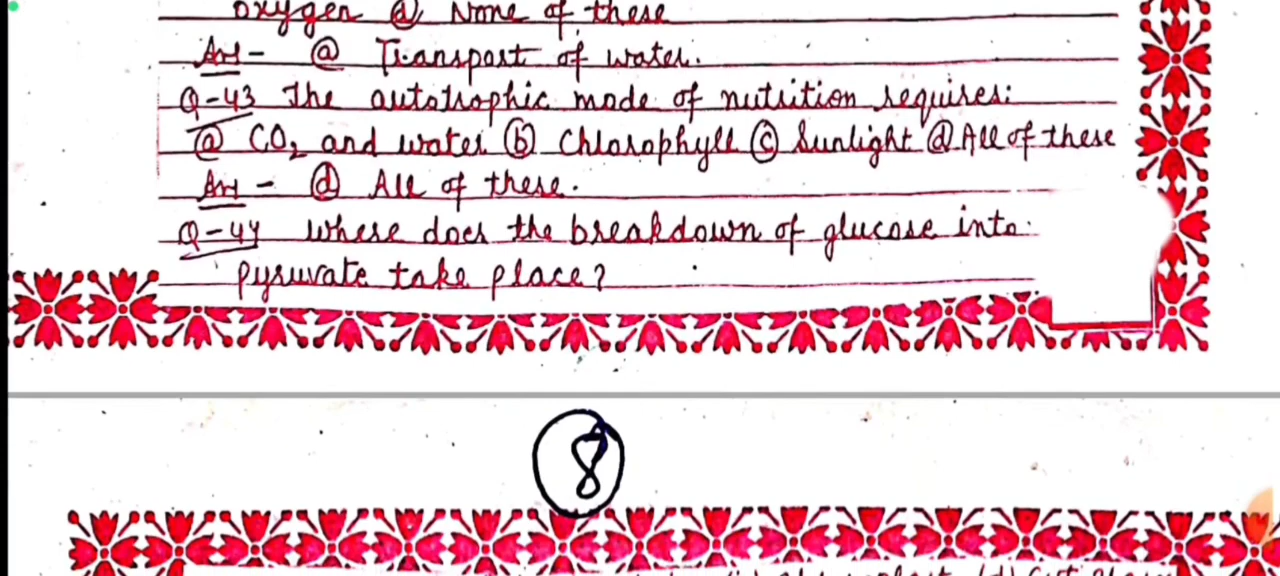 oxygen (d) None of these
Ans - (a) Transport of water.
Q-43 The autotrophic mode of nutrition requires:
(a) CO₂ and water (b) Chlorophyll (c) Sunlight (d) All of these
Ans - (d) All of these.
Q-44 where does the breakdown of glucose into
pyruvate take place?
8